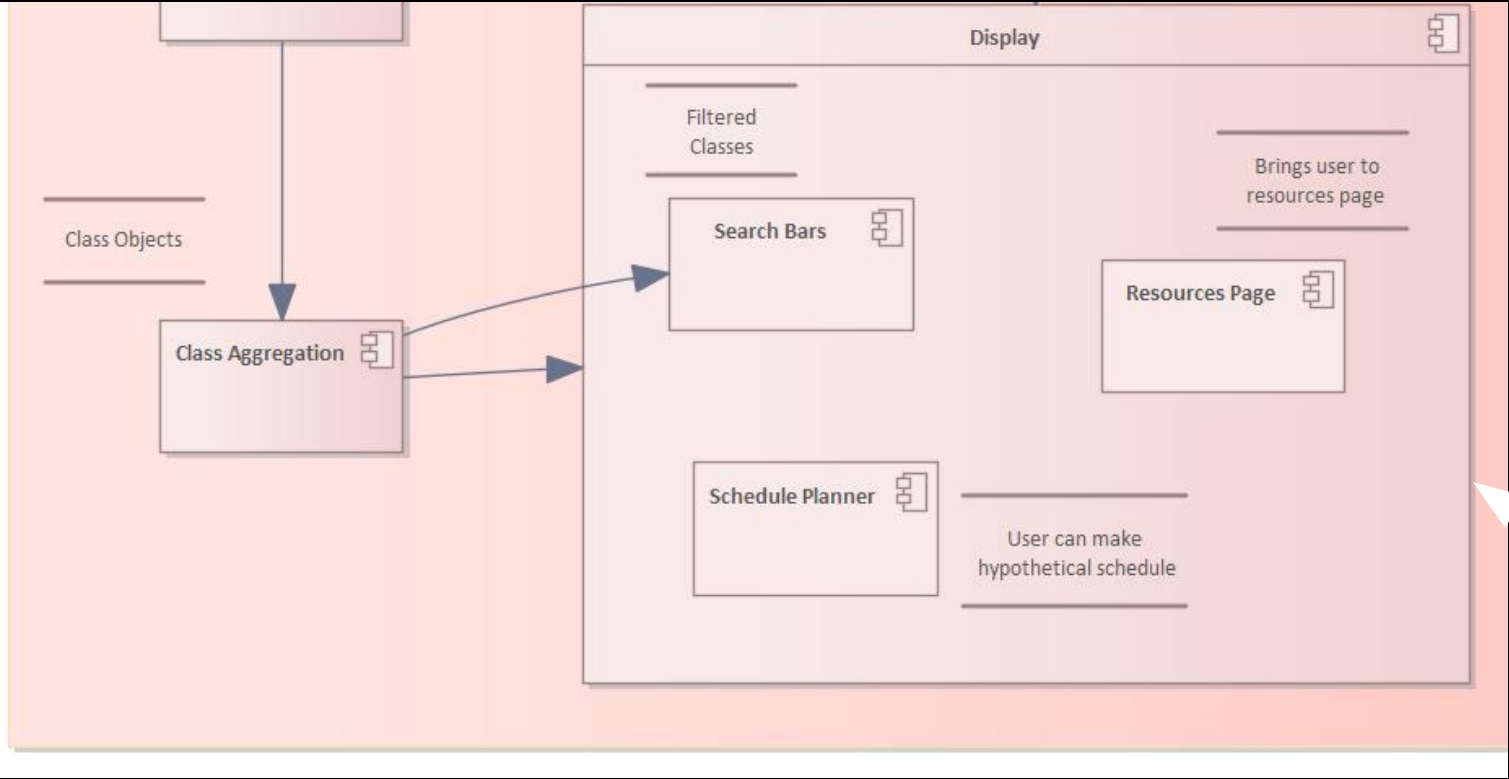 Display
Filtered
Classes
Brings user to
resources page
Class Objects
Search Bars
Resources Page
Class Aggregation
Schedule Planner
User can make
hypothetical schedule